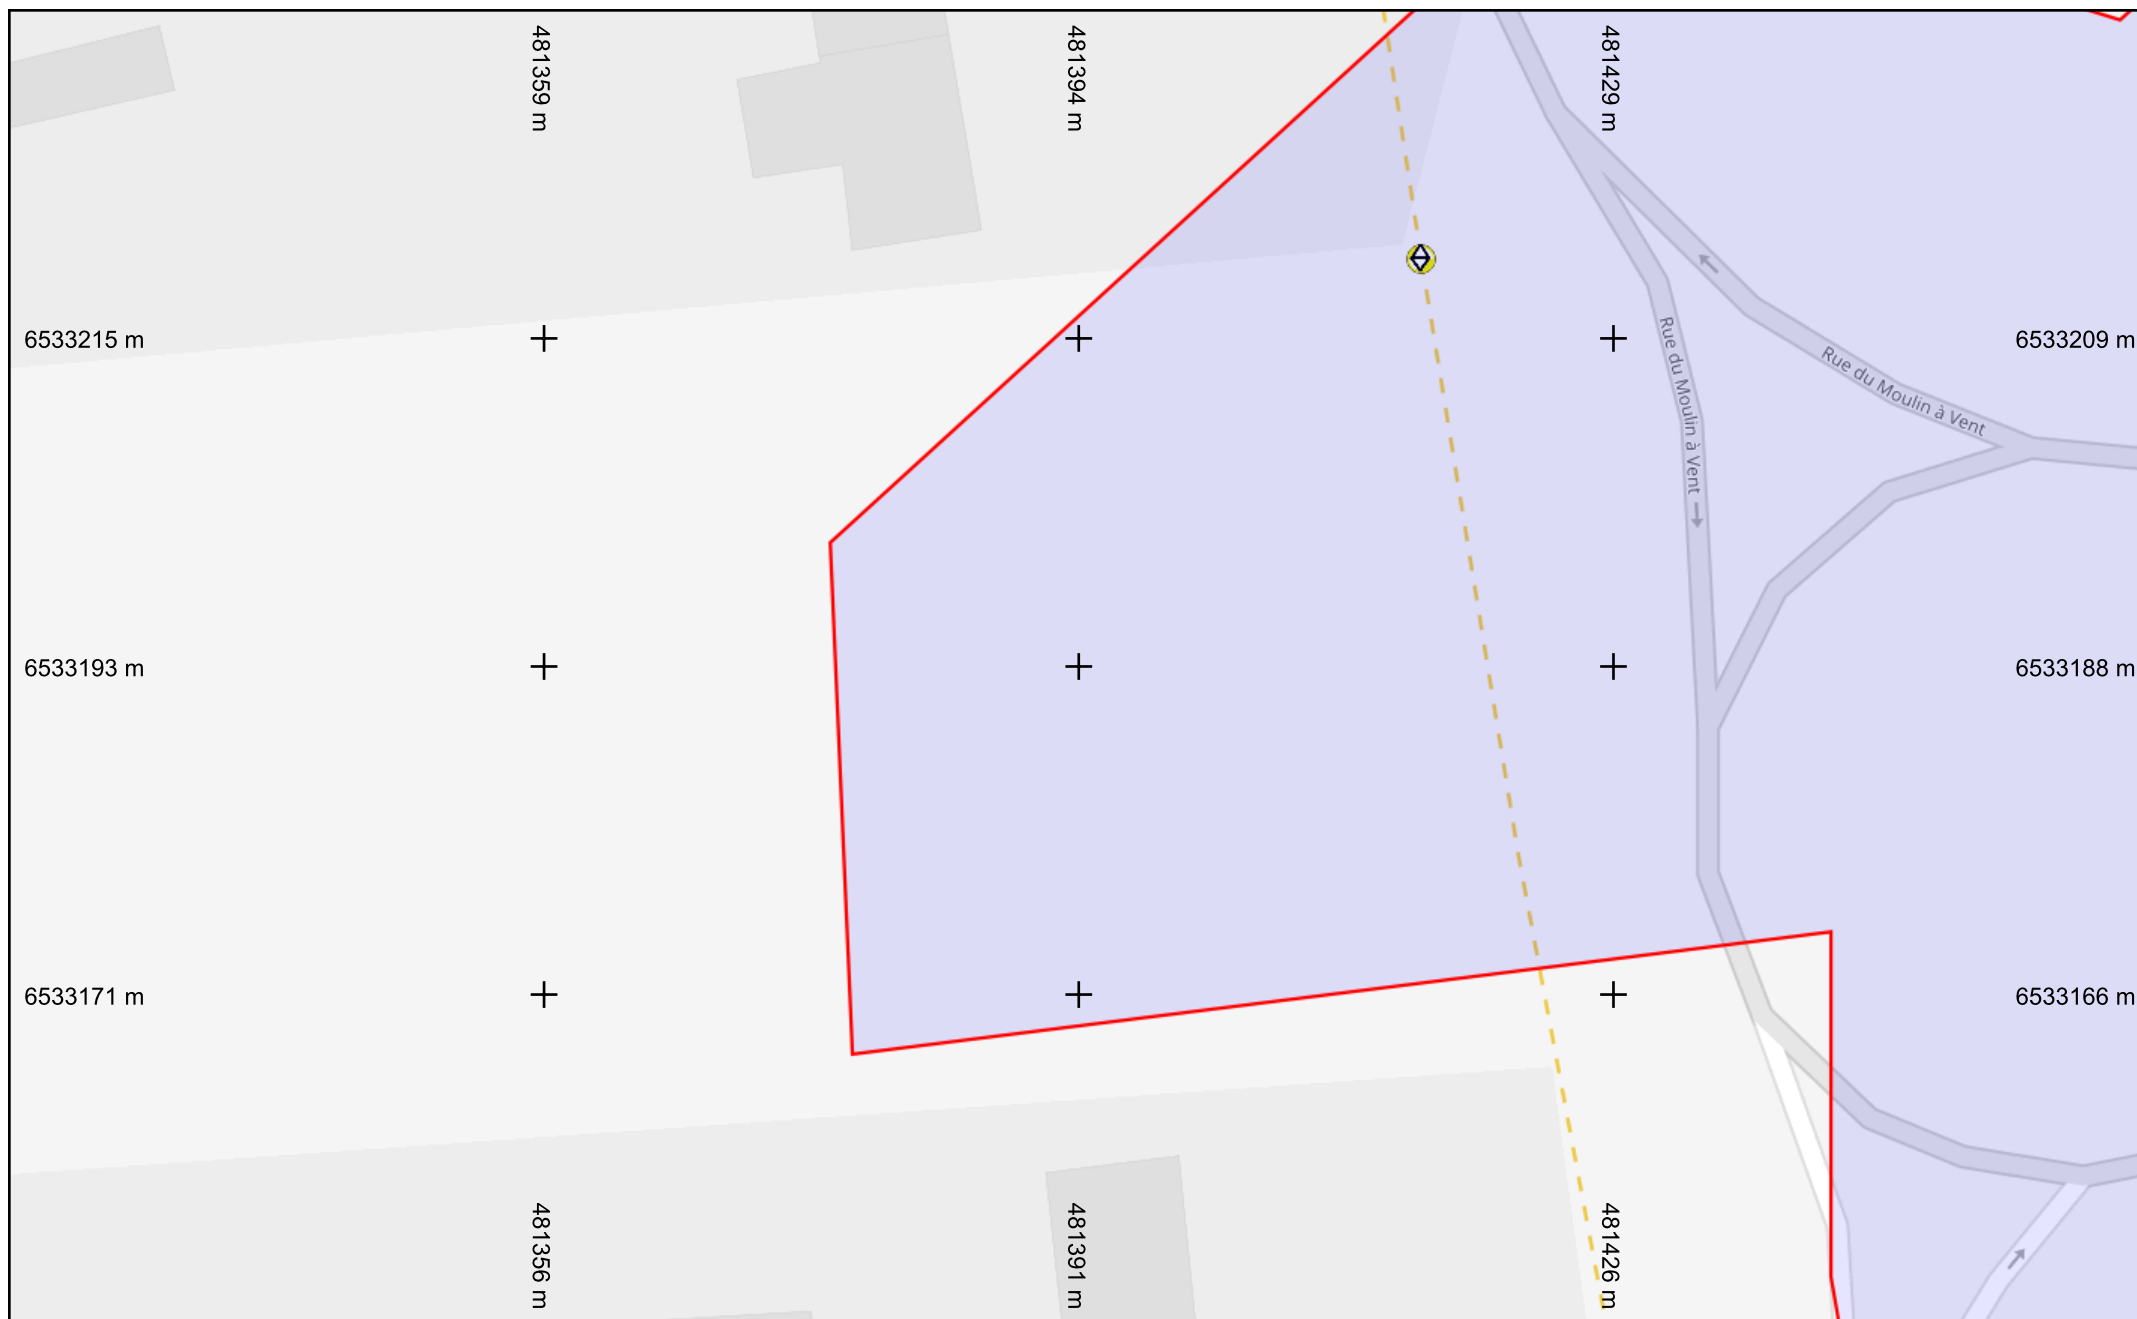 481359 m
481394 m
481429 m
6533215 m
6533209 m
Rue du Moulin à Vent
Rue du Moulin à Vent
6533193 m
6533188 m
6533171 m
6533166 m
481356 m
481391 m
481426 m